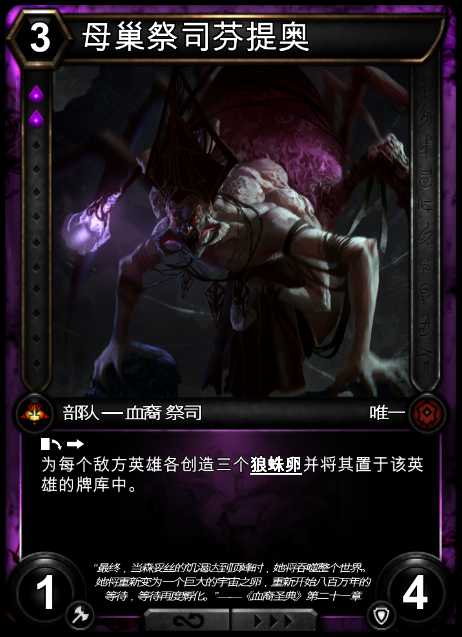 3
母巢祭司芬提奥
部队 — 血裔 祭司
唯一
为每个敌方英雄各创造三个狼蛛卵并将其置于该英
雄的牌库中。
"最终，当森妥丝的饥渴达到顶峰时，她将吞噬整个世界。
她将重新变为一个巨大的宇宙之卵，重新开始八百万年的
等待，等待再度孵化。"——《血裔圣典》第二十一章
1
4